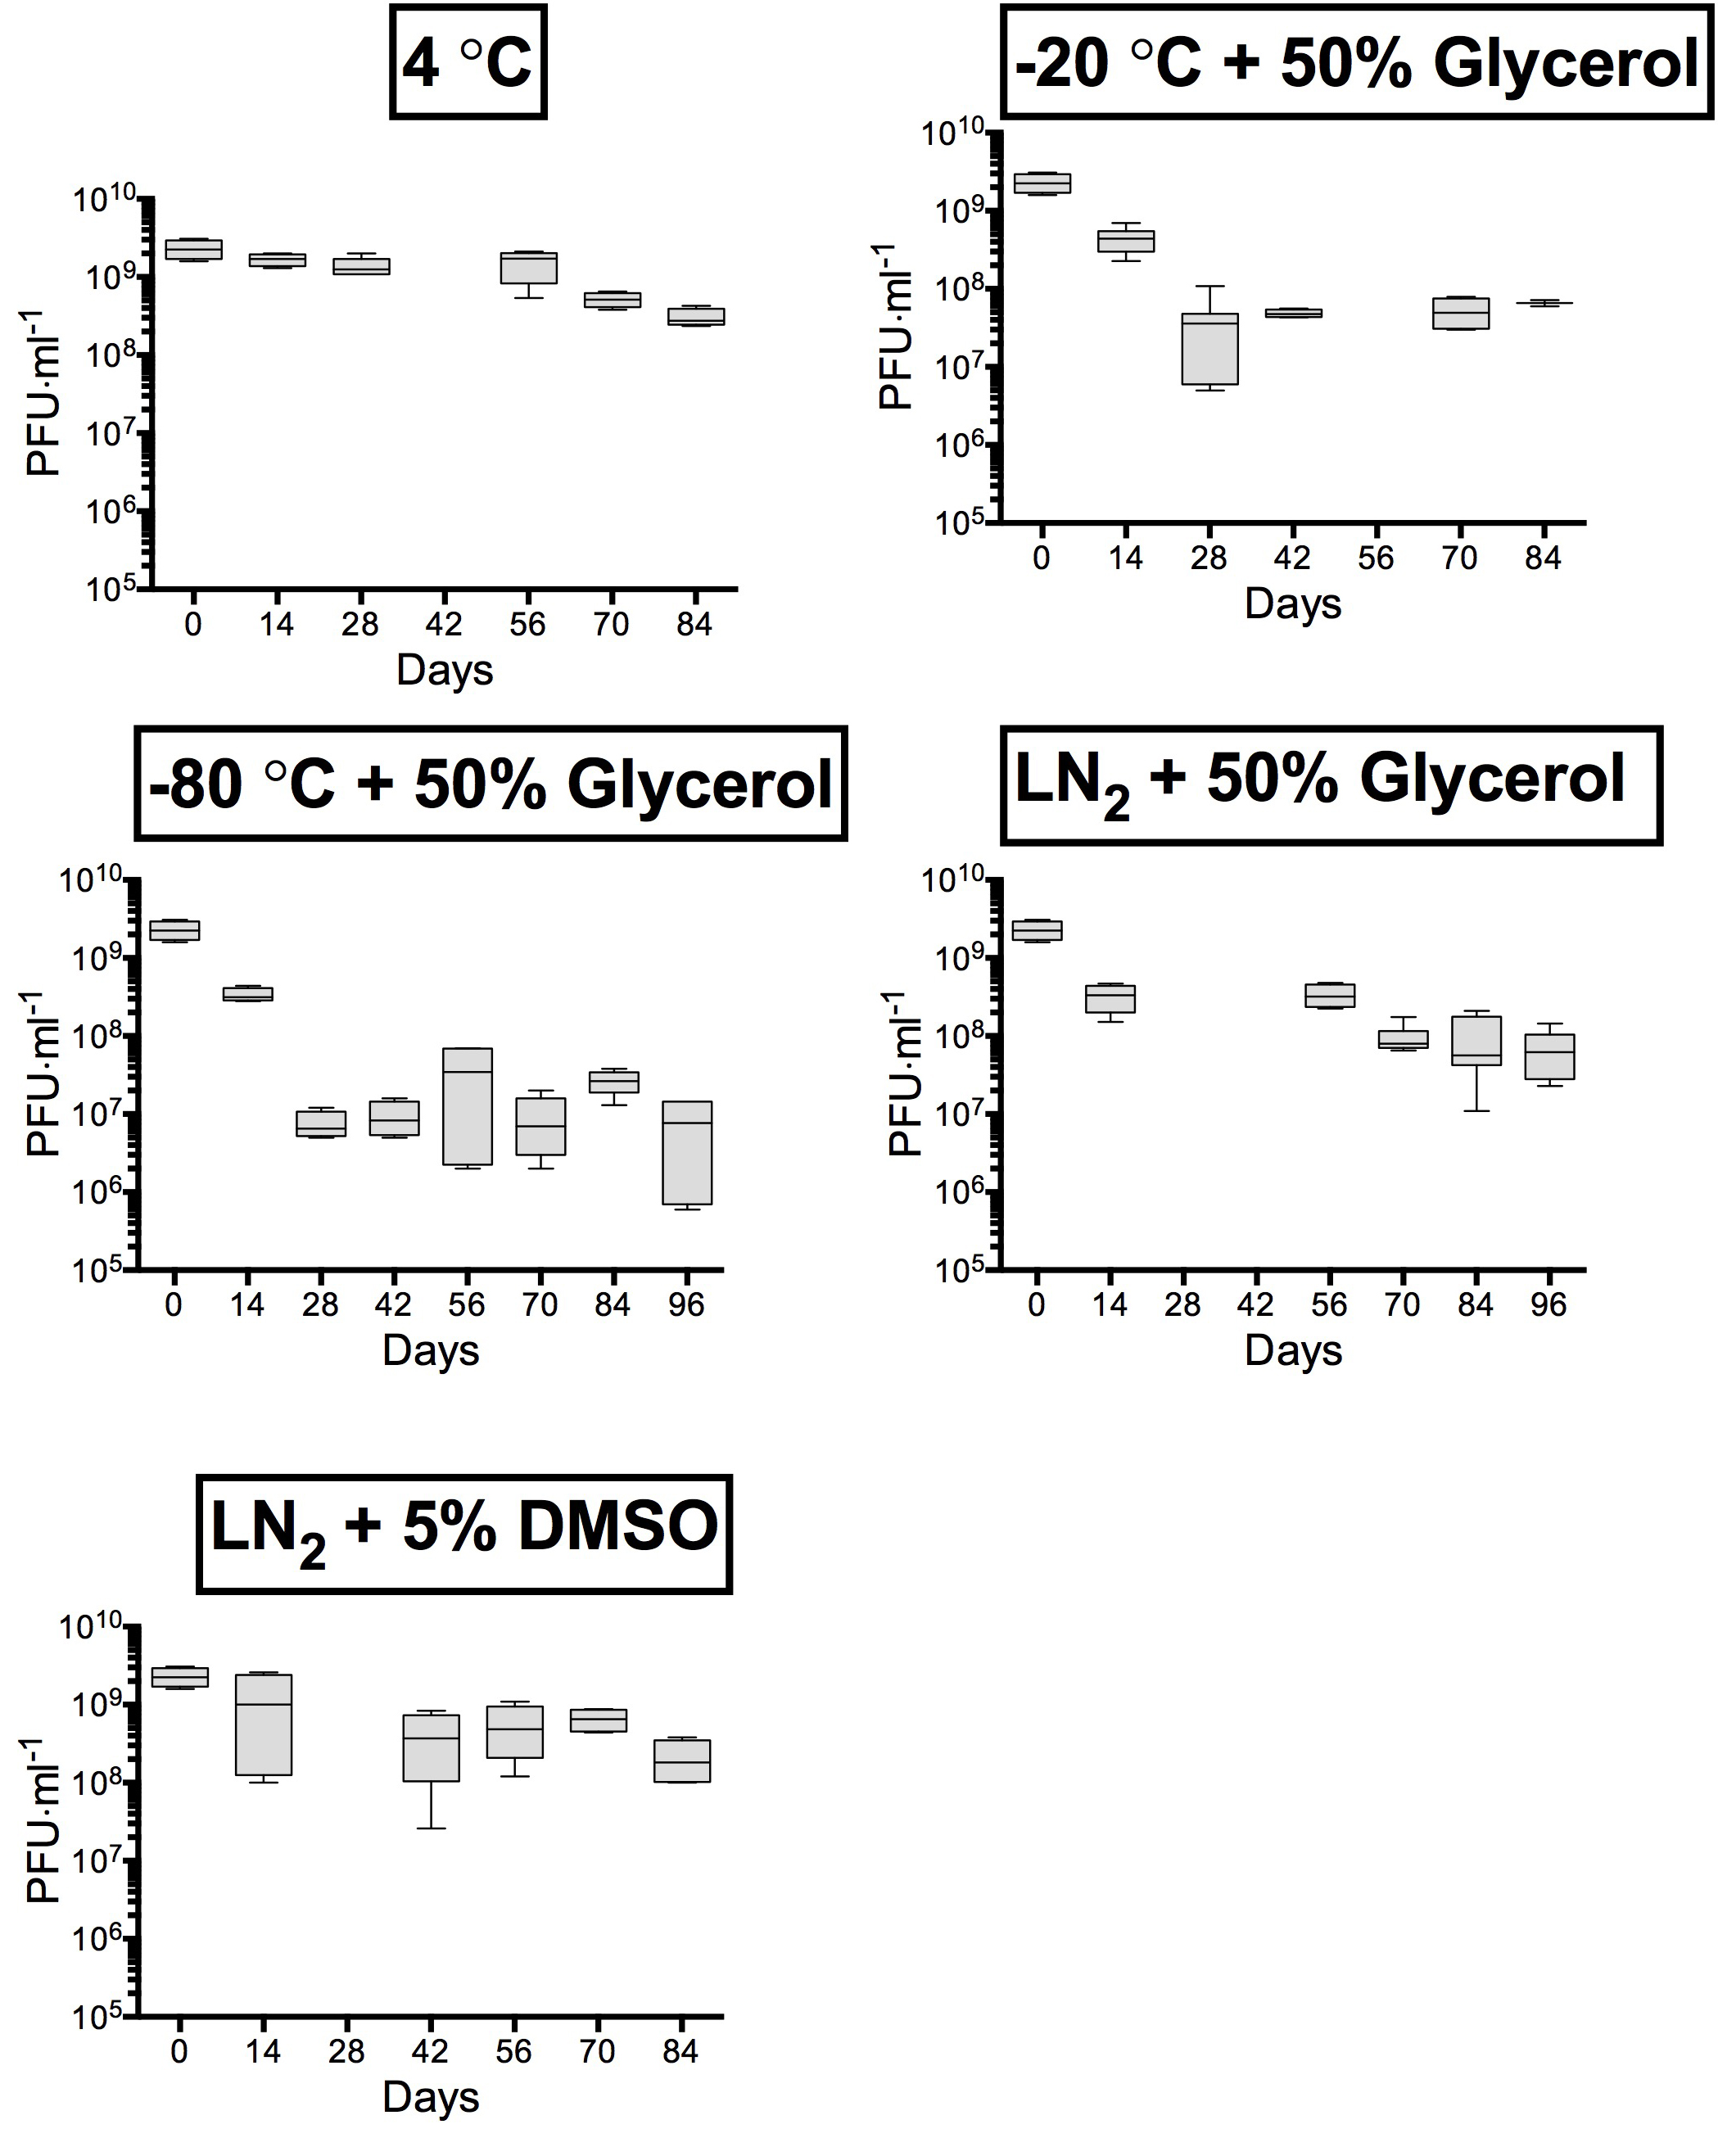 4 °C
10^10
10^9
10^8
10^7
10^6
10^5
PFU·ml^-1
0 14 28 42 56 70 84
Days
-20 °C + 50% Glycerol
10^10
10^9
10^8
10^7
10^6
10^5
PFU·ml^-1
0 14 28 42 56 70 84
Days
-80 °C + 50% Glycerol
10^10
10^9
10^8
10^7
10^6
10^5
PFU·ml^-1
0 14 28 42 56 70 84 96
Days
LN₂ + 50% Glycerol
10^10
10^9
10^8
10^7
10^6
10^5
PFU·ml^-1
0 14 28 42 56 70 84 96
Days
LN₂ + 5% DMSO
10^10
10^9
10^8
10^7
10^6
10^5
PFU·ml^-1
0 14 28 42 56 70 84
Days